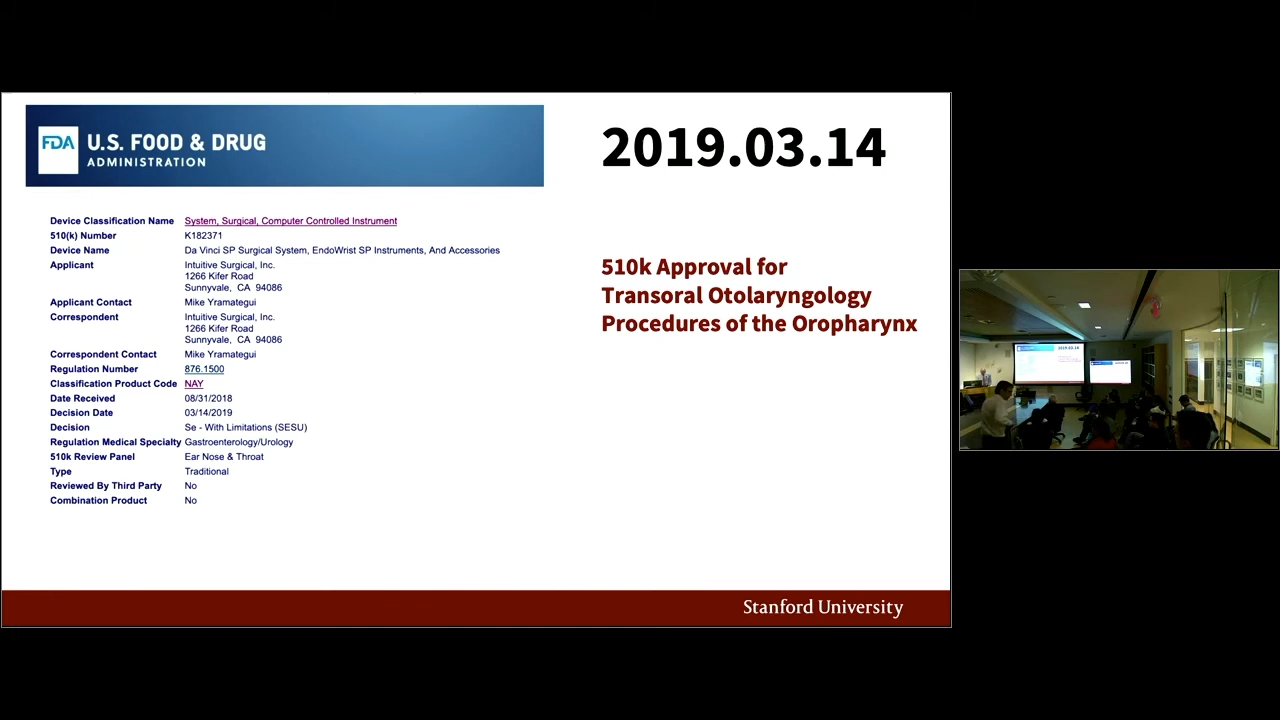 FDA U.S. FOOD & DRUG
ADMINISTRATION
2019.03.14
510k Approval for
Transoral Otolaryngology
Procedures of the Oropharynx
Device Classification Name System, Surgical, Computer Controlled Instrument
510(k) Number K182371
Device Name Da Vinci SP Surgical System, EndoWrist SP Instruments, And Accessories
Applicant Intuitive Surgical, Inc.
1266 Kifer Road
Sunnyvale, CA 94086
Applicant Contact Mike Yramategui
Correspondent Intuitive Surgical, Inc.
1266 Kifer Road
Sunnyvale, CA 94086
Correspondent Contact Mike Yramategui
Regulation Number 876.1500
Classification Product Code NAY
Date Received 08/31/2018
Decision Date 03/14/2019
Decision Se - With Limitations (SESU)
Regulation Medical Specialty Gastroenterology/Urology
510k Review Panel Ear Nose & Throat
Type Traditional
Reviewed By Third Party No
Combination Product No
Stanford University
2019.03.14